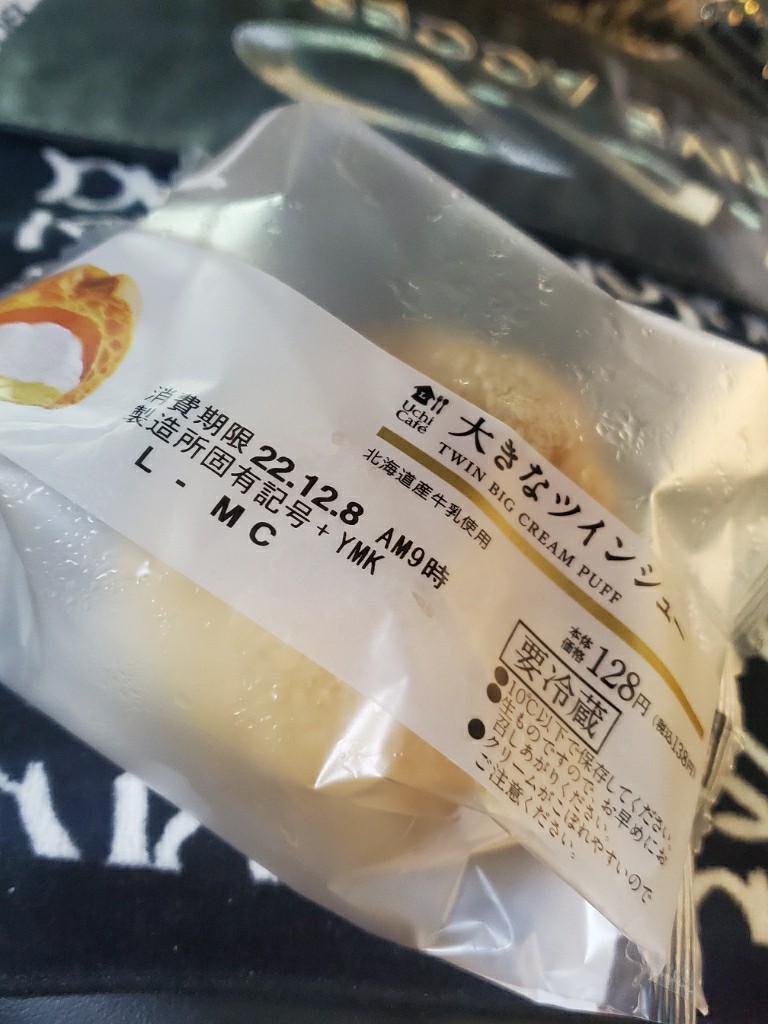 Uchi
Café
大きなツインシュー
TWIN BIG CREAM PUFF
北海道産牛乳使用
消費期限 22.12.8 AM9時
製造所固有記号+YMK
L - MC
本体
価格 128円 (税込138円)
要冷蔵
●10℃以下で保存してください。
●生ものですので、お早めにお
召しあがりください。
●クリームがこぼれやすいので
ご注意ください。